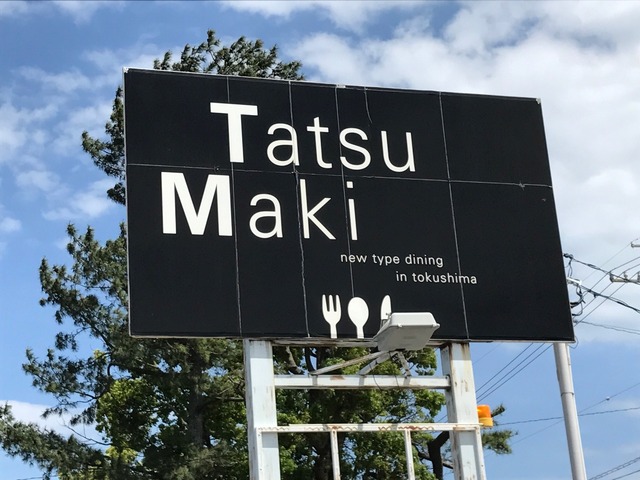 Tatsu
Maki
new type dining
in tokushima